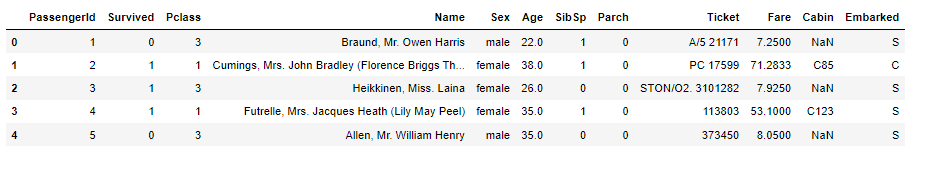 PassengerId Survived Pclass Name Sex Age SibSp Parch Ticket Fare Cabin Embarked
0 1 0 3 Braund, Mr. Owen Harris male 22.0 1 0 A/5 21171 7.2500 NaN S
1 2 1 1 Cumings, Mrs. John Bradley (Florence Briggs Th... female 38.0 1 0 PC 17599 71.2833 C85 C
2 3 1 3 Heikkinen, Miss. Laina female 26.0 0 0 STON/O2. 3101282 7.9250 NaN S
3 4 1 1 Futrelle, Mrs. Jacques Heath (Lily May Peel) female 35.0 1 0 113803 53.1000 C123 S
4 5 0 3 Allen, Mr. William Henry male 35.0 0 0 373450 8.0500 NaN S